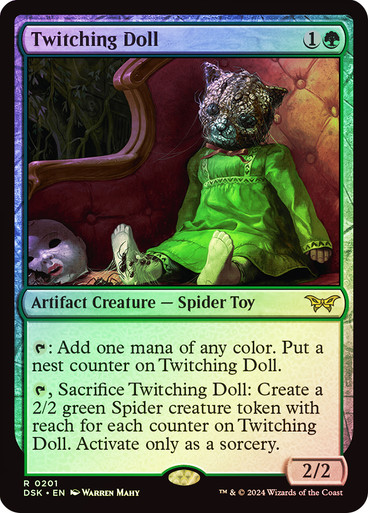 Twitching Doll 1
Artifact Creature — Spider Toy
: Add one mana of any color. Put a
nest counter on Twitching Doll.
, Sacrifice Twitching Doll: Create a
2/2 green Spider creature token with
reach for each counter on Twitching
Doll. Activate only as a sorcery.
2/2
R 0201
DSK • EN Warren Mahy
™ & © 2024 Wizards of the Coast